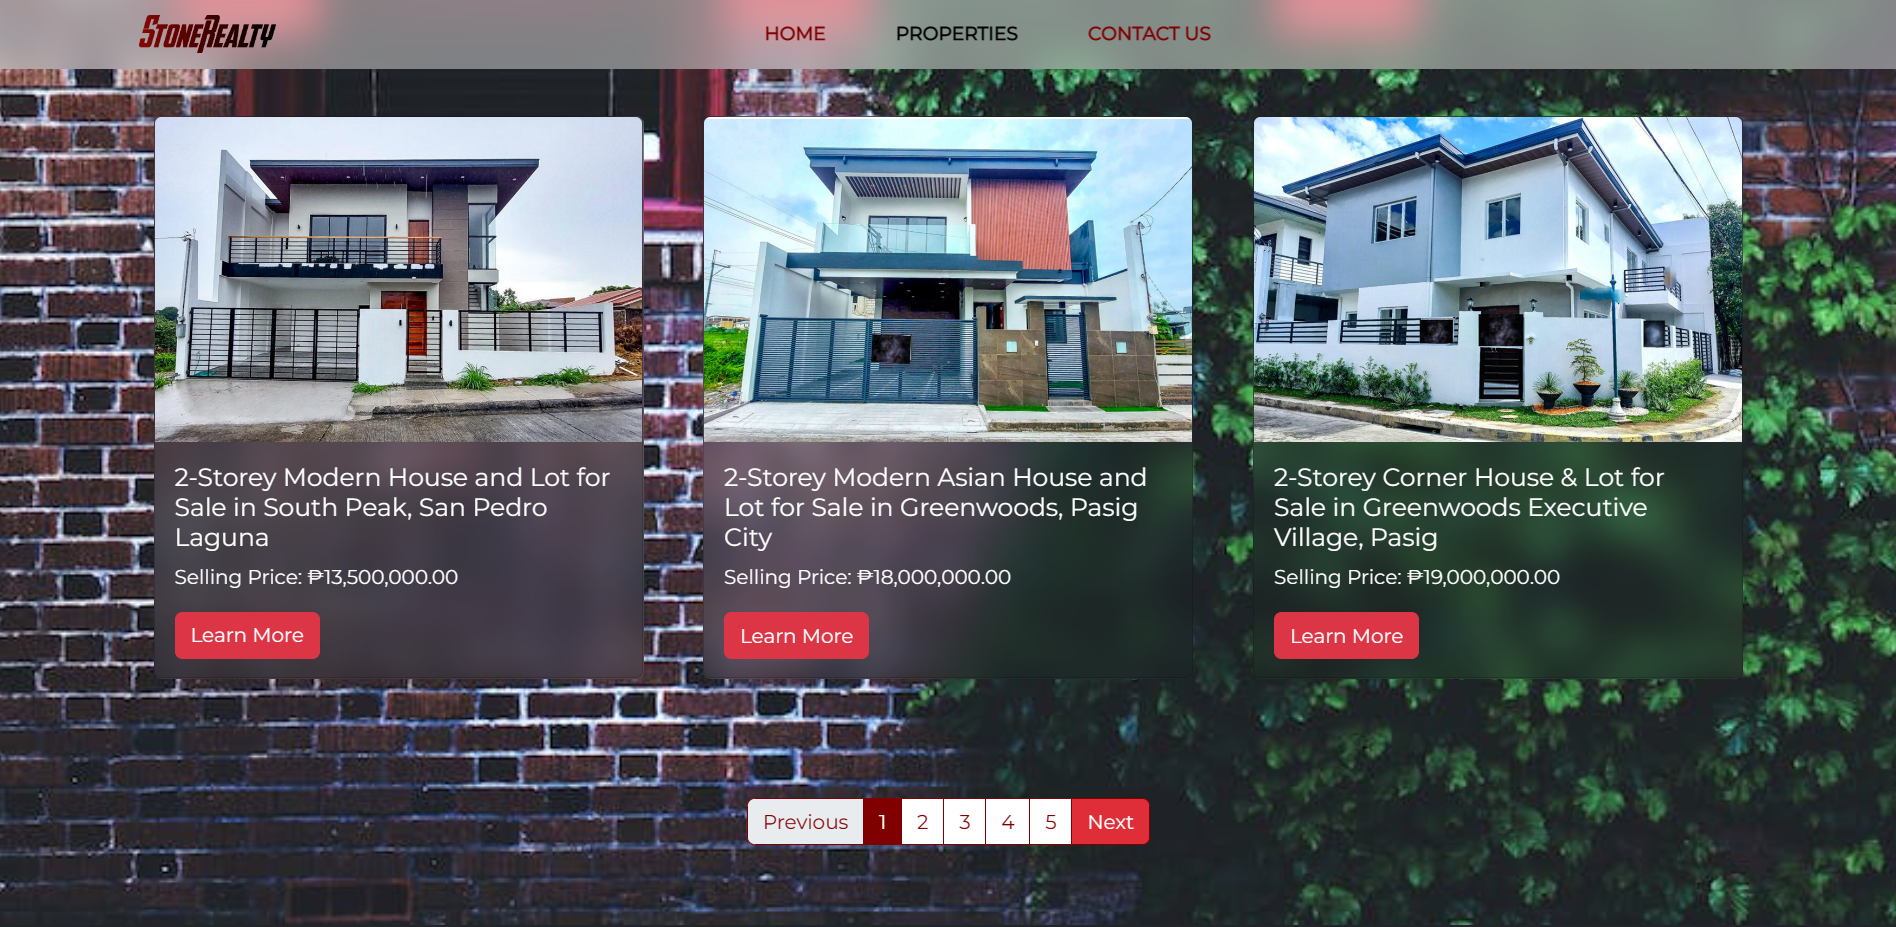 STONEREALTY
HOME
PROPERTIES
CONTACT US
2-Storey Modern House and Lot for
Sale in South Peak, San Pedro
Laguna
Selling Price: ₱13,500,000.00
Learn More
2-Storey Modern Asian House and
Lot for Sale in Greenwoods, Pasig
City
Selling Price: ₱18,000,000.00
Learn More
2-Storey Corner House & Lot for
Sale in Greenwoods Executive
Village, Pasig
Selling Price: ₱19,000,000.00
Learn More
Previous 1 2 3 4 5 Next